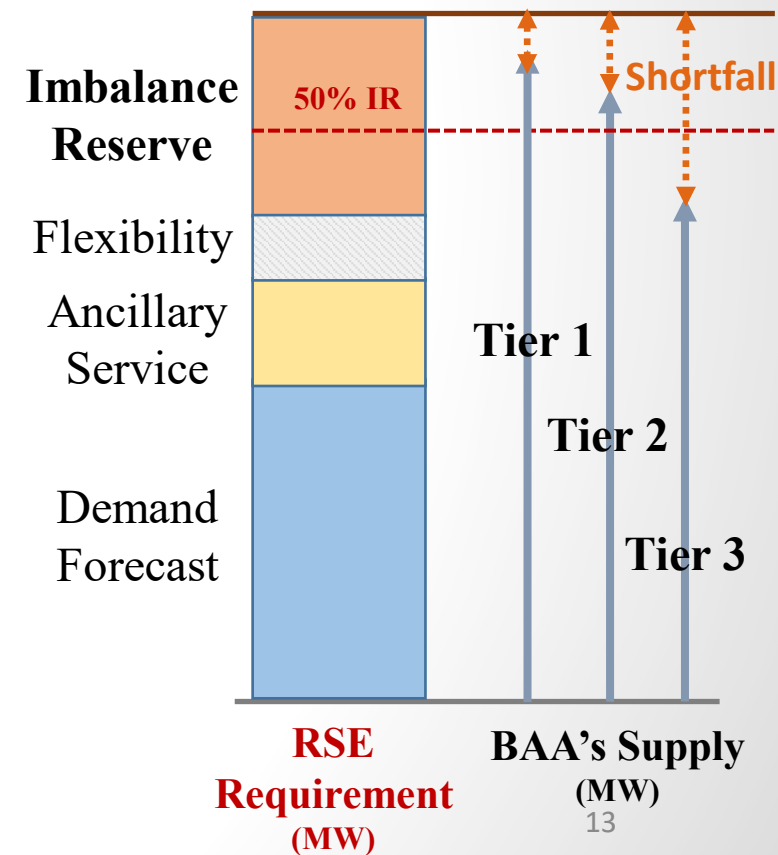 Imbalance
Reserve
50% IR
Shortfall
Flexibility
Ancillary
Service
Tier 1
Tier 2
Demand
Forecast
Tier 3
RSE
Requirement
(MW)
BAA's Supply
(MW)
13